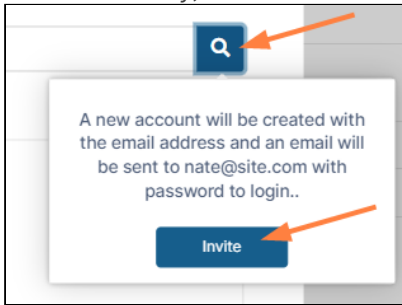 A new account will be created with
the email address and an email will
be sent to nate@site.com with
password to login..
Invite